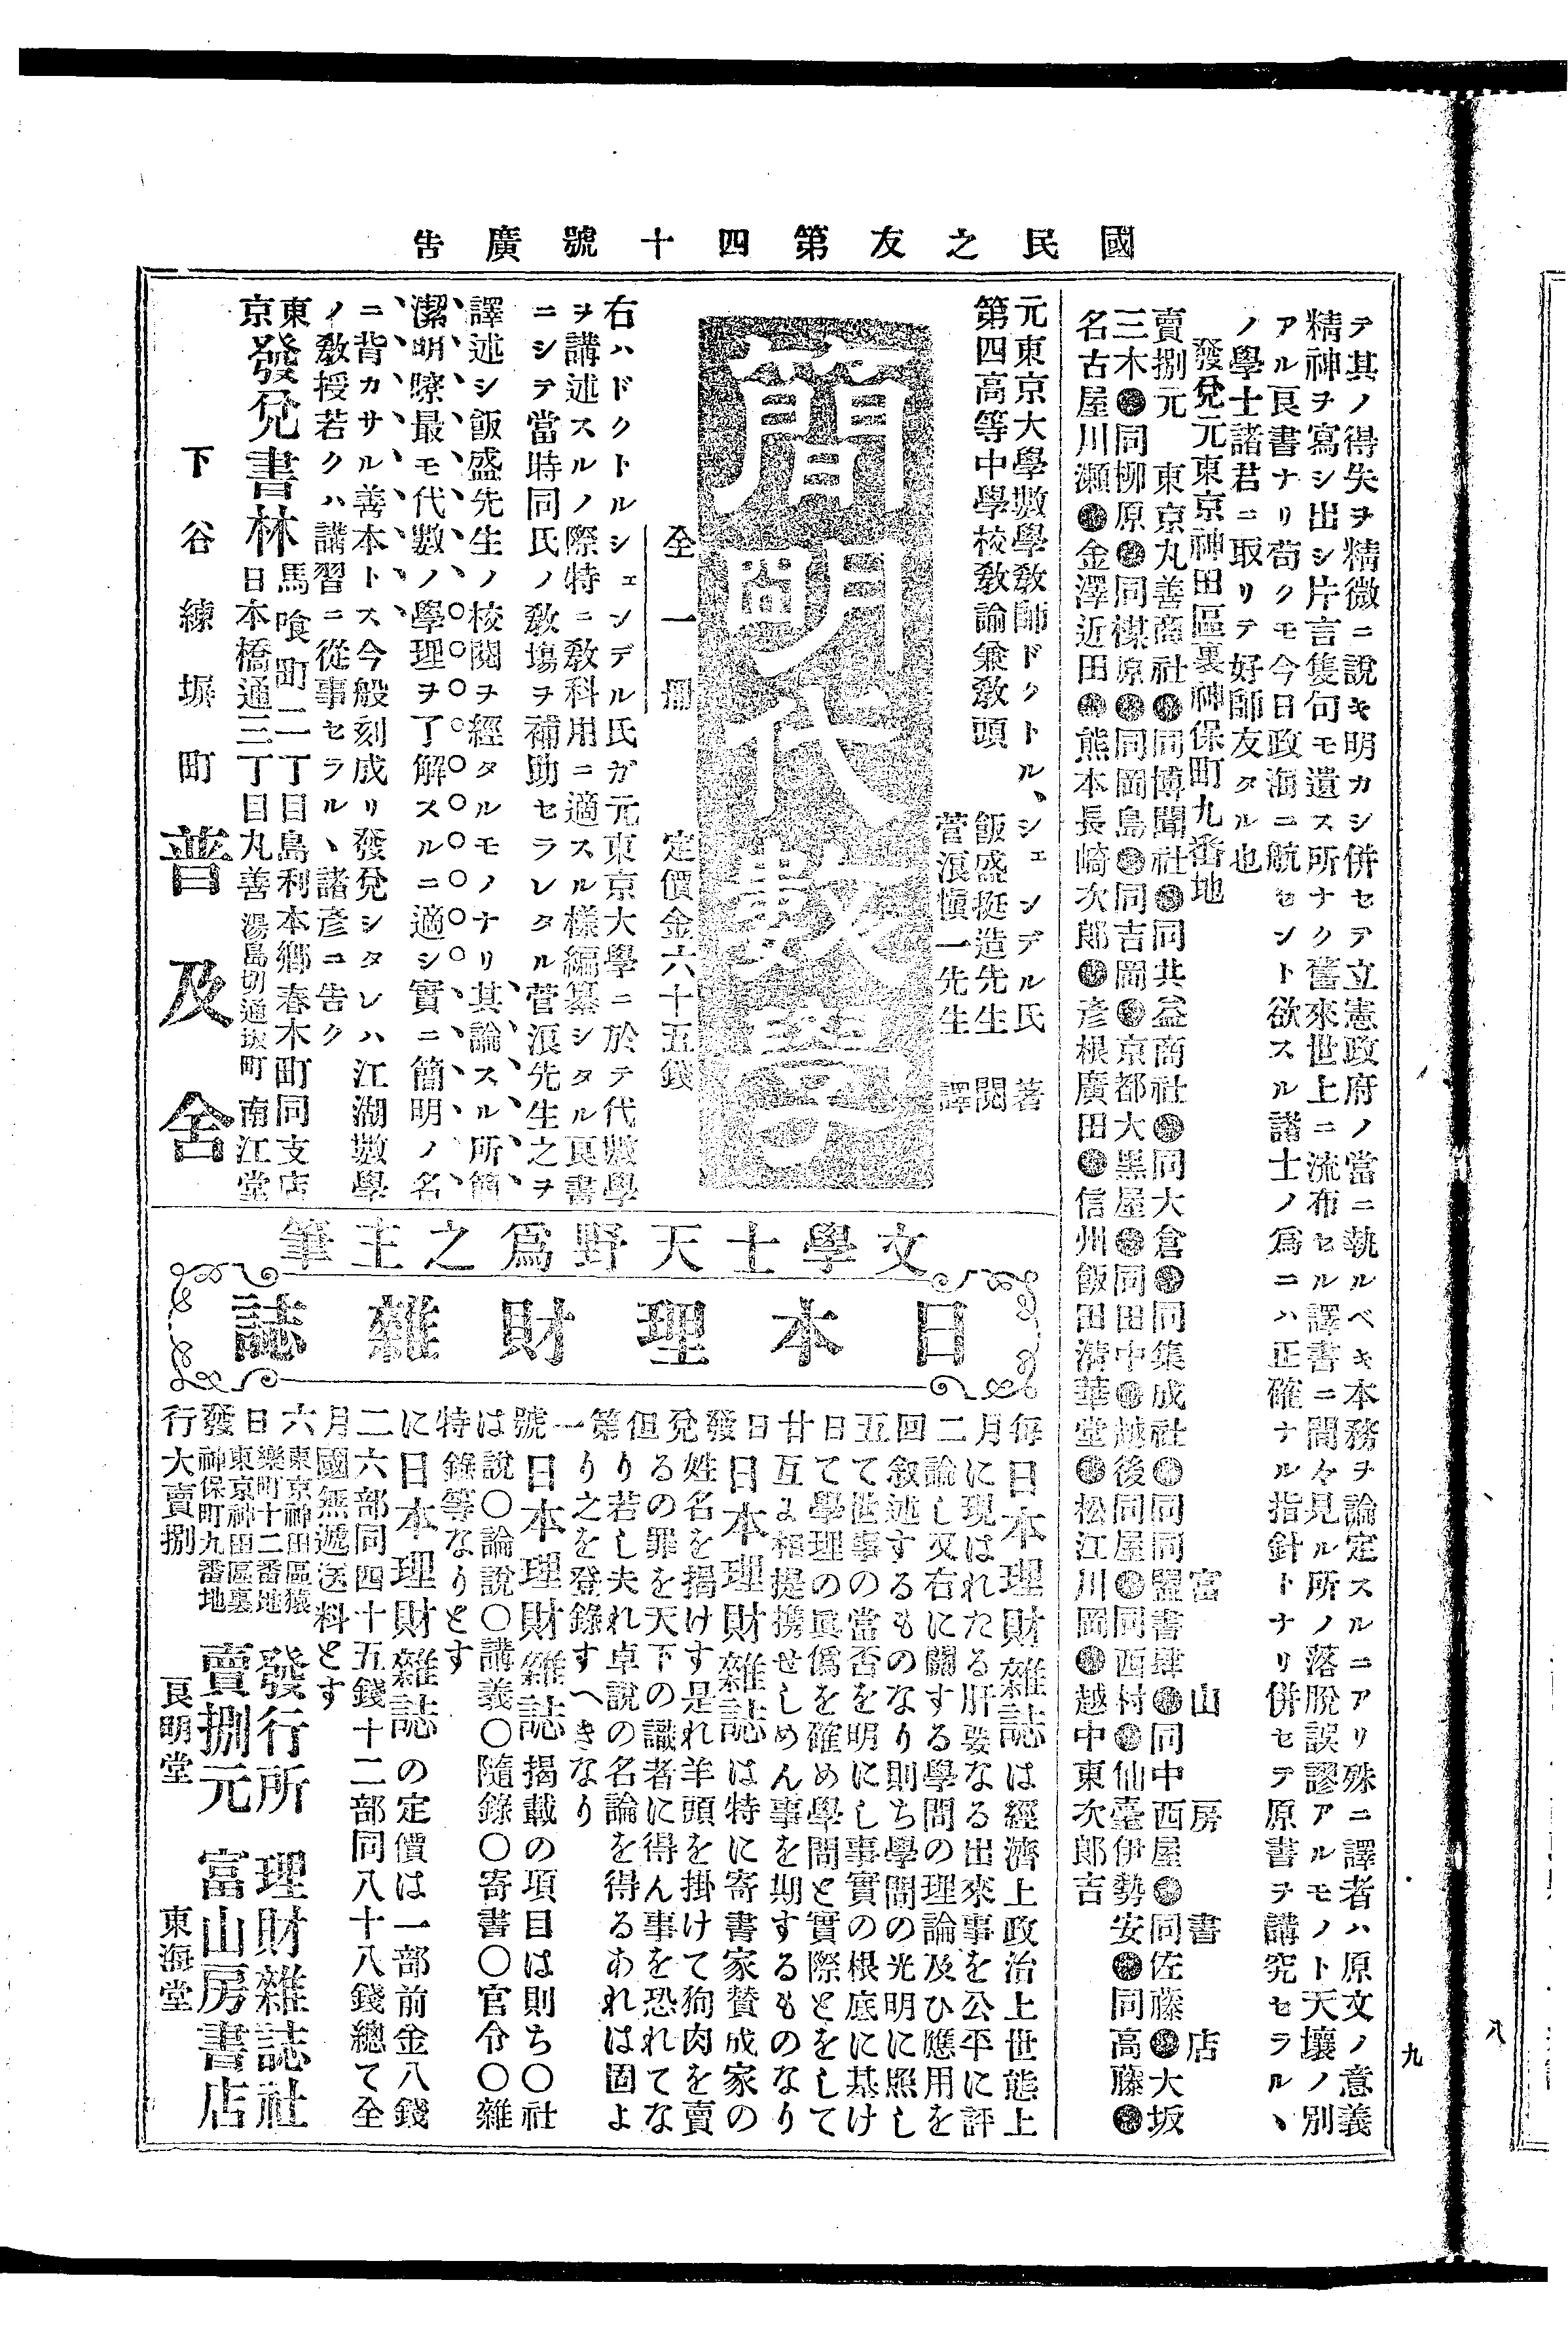 國民之友第四十號廣告
テ其ノ得失ヲ精微ニ說キ明カシ併セテ立憲政府ノ當ニ執ルベキ本務ヲ論定スルニアリ殊ニ譯者ハ原文ノ意義
精神ヲ寫シ出シ片言隻句モ遺ス所ナク舊來世上ニ流布セル譯書ニ間々見ル所ノ落脫誤謬アルモノト天壤ノ別
アル良書ナリ苟クモ今日政海ニ航セント欲スル諸士ノ爲ニハ正確ナル指針トナリ併セテ原書ヲ講究セラルヽ
ノ學士諸君ニ取リテ好師友タル也
發兌元東京神田區裏神保町九番地 富山房書店
賣捌元 東京丸善商社●同博聞社●同共益商社●同大倉●同集成社●同同盟書肆●同中西屋●同佐藤●大坂
三木●同柳原●同楳原●同岡島●同吉岡●京都大黑屋●同田中●越後同屋●同西村●仙臺伊勢安●同高藤●
名古屋川瀨●金澤近田●熊本長崎次郞●彥根廣田●信州飯田淸華堂●松江川岡●越中東次郞吉
元東京大學數學敎師ドクトル、シェンデル氏 著
第四高等中學校敎諭兼敎頭 飯盛挺造先生 閱
菅浪愼一先生 譯
簡明代數學
全一冊 定價金六十五錢
右ハドクトルシェンデル氏ガ元東京大學ニ於テ代數學
ヲ講述スルノ際特ニ敎科用ニ適スル樣編纂シタル良書
ニシテ當時同氏ノ敎塲ヲ補助セラレタル菅浪先生之ヲ
譯述シ飯盛先生ノ校閱ヲ經タルモノナリ其論スル所簡
潔明瞭最モ代數ノ學理ヲ了解スルニ適シ實ニ簡明ノ名
ニ背カサル善本トス今般刻成リ發兌シタレハ江湖數學
ノ敎授若クハ講習ニ從事セラルヽ諸彥ニ告ク
東京發兌書林 馬喰町二丁目島利本鄕春木町同支店
日本橋通三丁目丸善 湯島切通坂町 南江堂
下谷練塀町 普及舍
文學士天野爲之主筆
日本理財雜誌
每月二回五日廿日發兌但第一號は特に二月六日發行
日本理財雜誌は經濟上政治上世態上
に現はれたる肝要なる出來事を公平に評
論し又右に關する學問の理論及ひ應用を
叙述するものなり則ち學問の光明に照し
て世事の當否を明にし事實の根底に基け
て學理の眞僞を確め學問と實際とをして
互よ相提携せしめん事を期するものなり
日本理財雜誌は特に寄書家贊成家の
姓名を揭けす是れ羊頭を掛けて狗肉を賣
るの罪を天下の識者に得ん事を恐れてな
り若し夫れ卓說の名論を得るあれは固よ
り之を登錄すへきなり
日本理財雜誌揭載の項目は則ち〇社
說〇論說〇講義〇隨錄〇寄書〇官令〇雜
錄等なりとす
日本理財雜誌の定價は一部前金八錢
六部同四十五錢十二部同八十八錢總て全
國無遞送料とす
東京神田區猿樂町十二番地 發行所 理財雜誌社
東京神田區裏神保町九番地 賣捌元 富山房書店
大賣捌 良明堂 東海堂
九
八